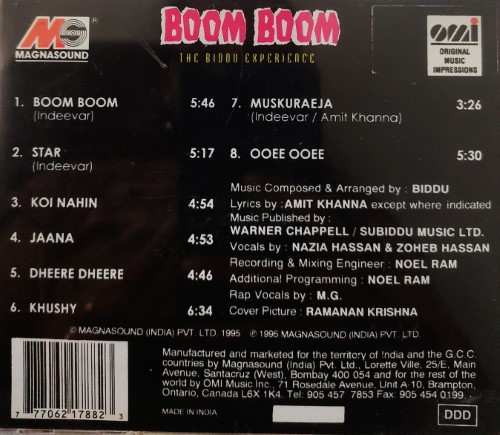 MAGNASOUND
BOOM BOOM
THE BIDDU EXPERIENCE
omi
ORIGINAL
MUSIC
IMPRESSIONS
1. BOOM BOOM 5:46
(Indeevar)
2. STAR 5:17
(Indeevar)
3. KOI NAHIN 4:54
4. JAANA 4:53
5. DHEERE DHEERE 4:46
6. KHUSHY 6:34
7. MUSKURAEJA 3:26
(Indeevar / Amit Khanna)
8. OOEE OOEE 5:30
Music Composed & Arranged by : BIDDU
Lyrics by : AMIT KHANNA except where indicated
Music Published by :
WARNER CHAPPELL / SUBIDDU MUSIC LTD.
Vocals by : NAZIA HASSAN & ZOHEB HASSAN
Recording & Mixing Engineer : NOEL RAM
Additional Programming : NOEL RAM
Rap Vocals by : M.G.
Cover Picture : RAMANAN KRISHNA
© MAGNASOUND (INDIA) PVT. LTD 1995 ℗ 1995 MAGNASOUND (INDIA) PVT. LTD.
Manufactured and marketed for the territory of India and the G.C.C.
countries by Magnasound (India) Pvt. Ltd., Lorette Ville, 25/E, Main
Avenue, Santacruz (West), Bombay 400 054 and for the rest of the
world by OMI Music Inc., 71 Rosedale Avenue, Unit A-10, Brampton,
Ontario, Canada L6X 1K4. Tel: 905 457 7853 Fax: 905 454 0199
7 77062 17882 3
MADE IN INDIA
DDD